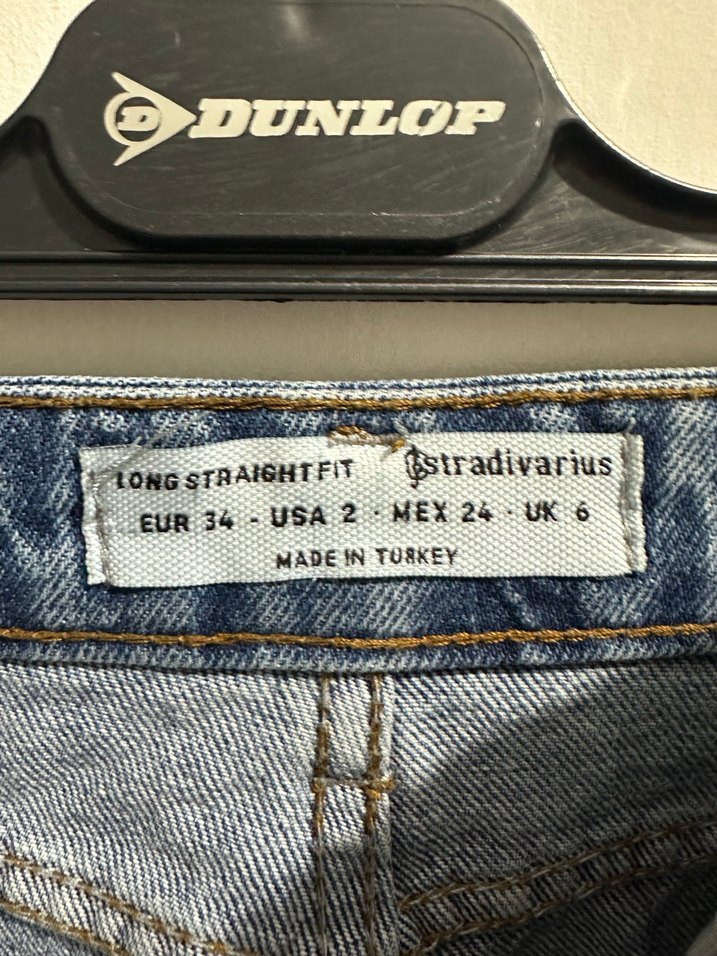 D DUNLOP
LONG STRAIGHT FIT stradivarius
EUR 34 - USA 2 · MEX 24 · UK 6
MADE IN TURKEY